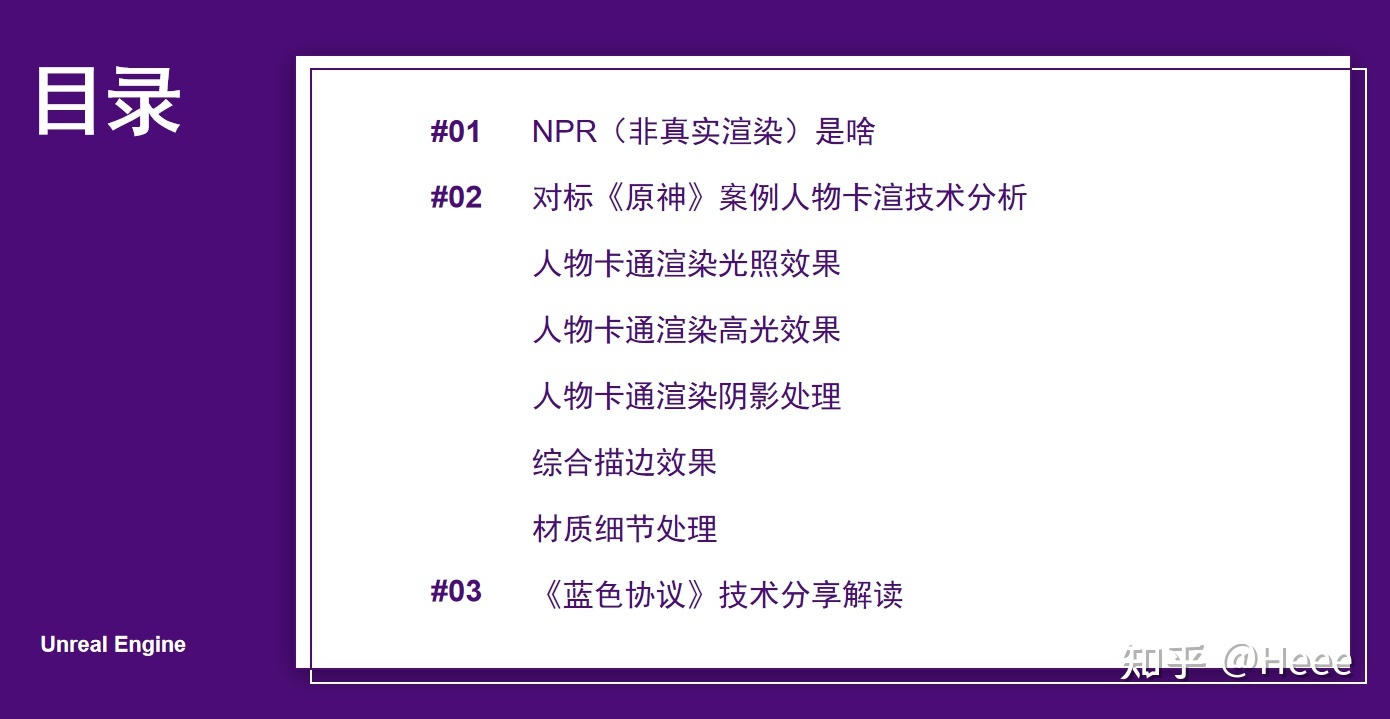 目录
#01 NPR（非真实渲染）是啥
#02 对标《原神》案例人物卡渲技术分析
人物卡通渲染光照效果
人物卡通渲染高光效果
人物卡通渲染阴影处理
综合描边效果
材质细节处理
#03 《蓝色协议》技术分享解读
Unreal Engine
知乎 @Heee